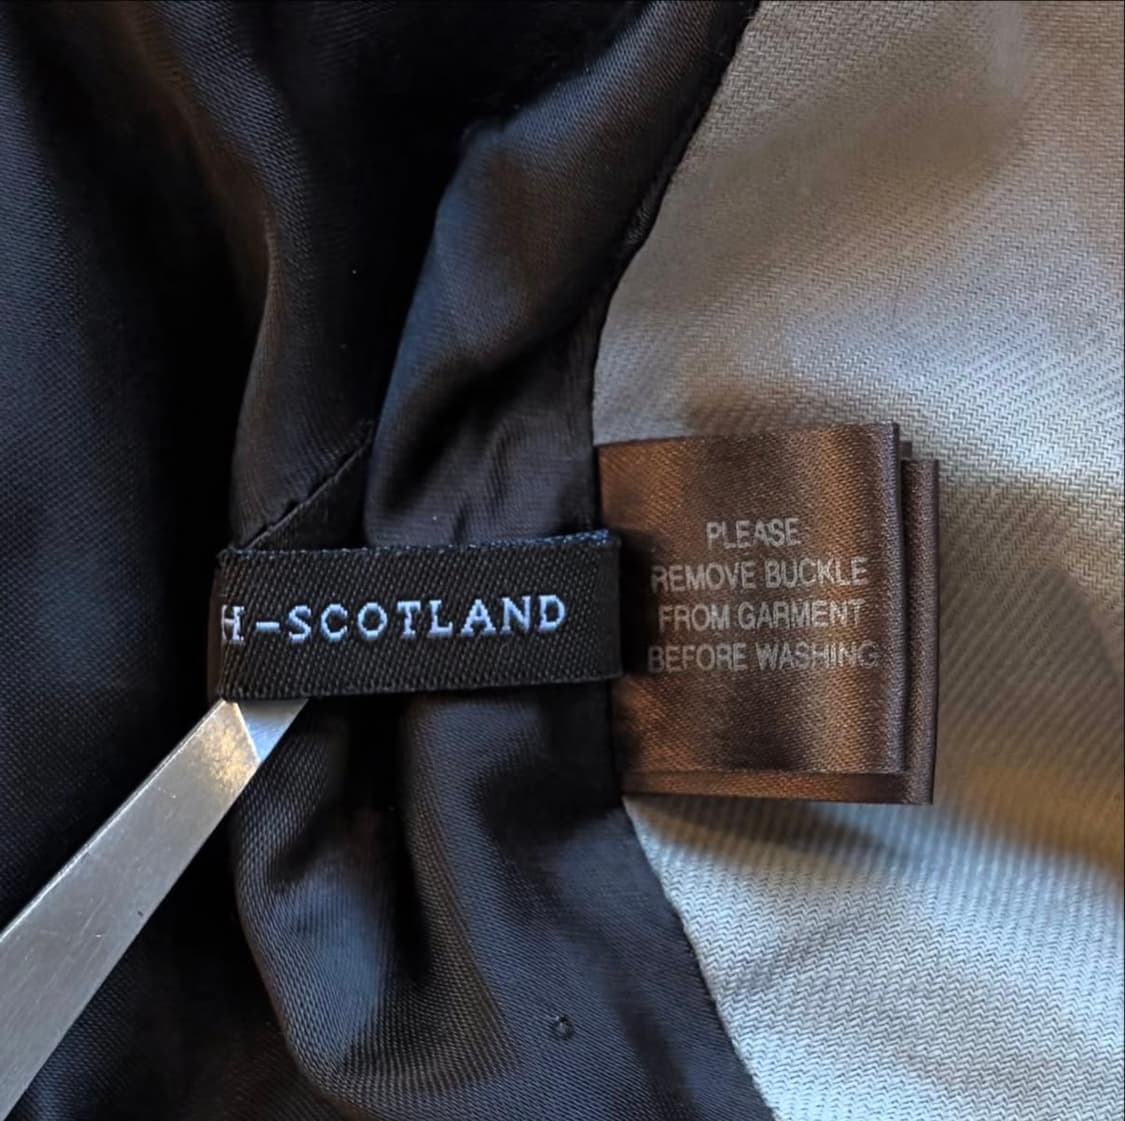 H-SCOTLAND
PLEASE
REMOVE BUCKLE
FROM GARMENT
BEFORE WASHING